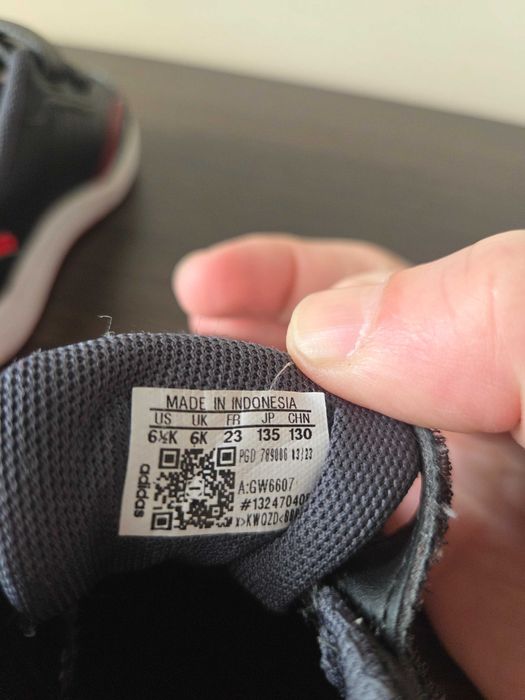 MADE IN INDONESIA
US UK FR JP CHN
6½K 6K 23 135 130
PGD 789006 13/23
A:GW6607
adidas